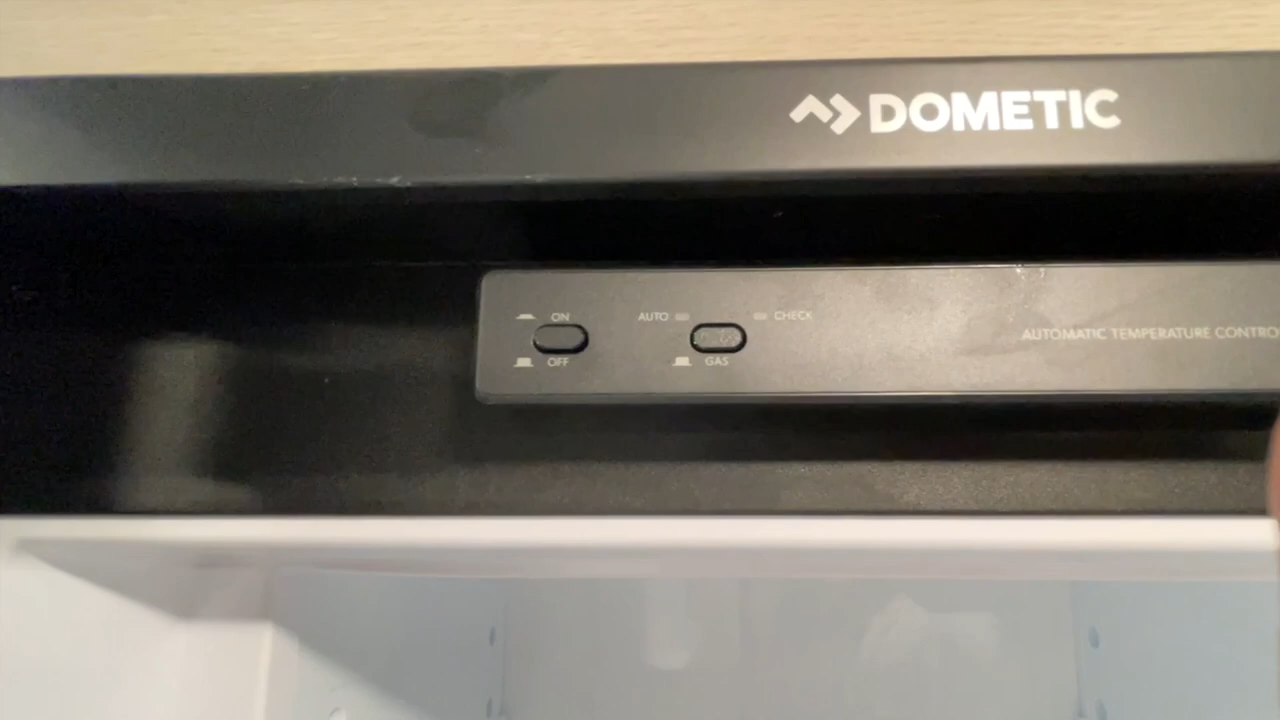 DOMETIC
ON
AUTO CHECK
AUTOMATIC TEMPERATURE CONTRO
OFF
GAS